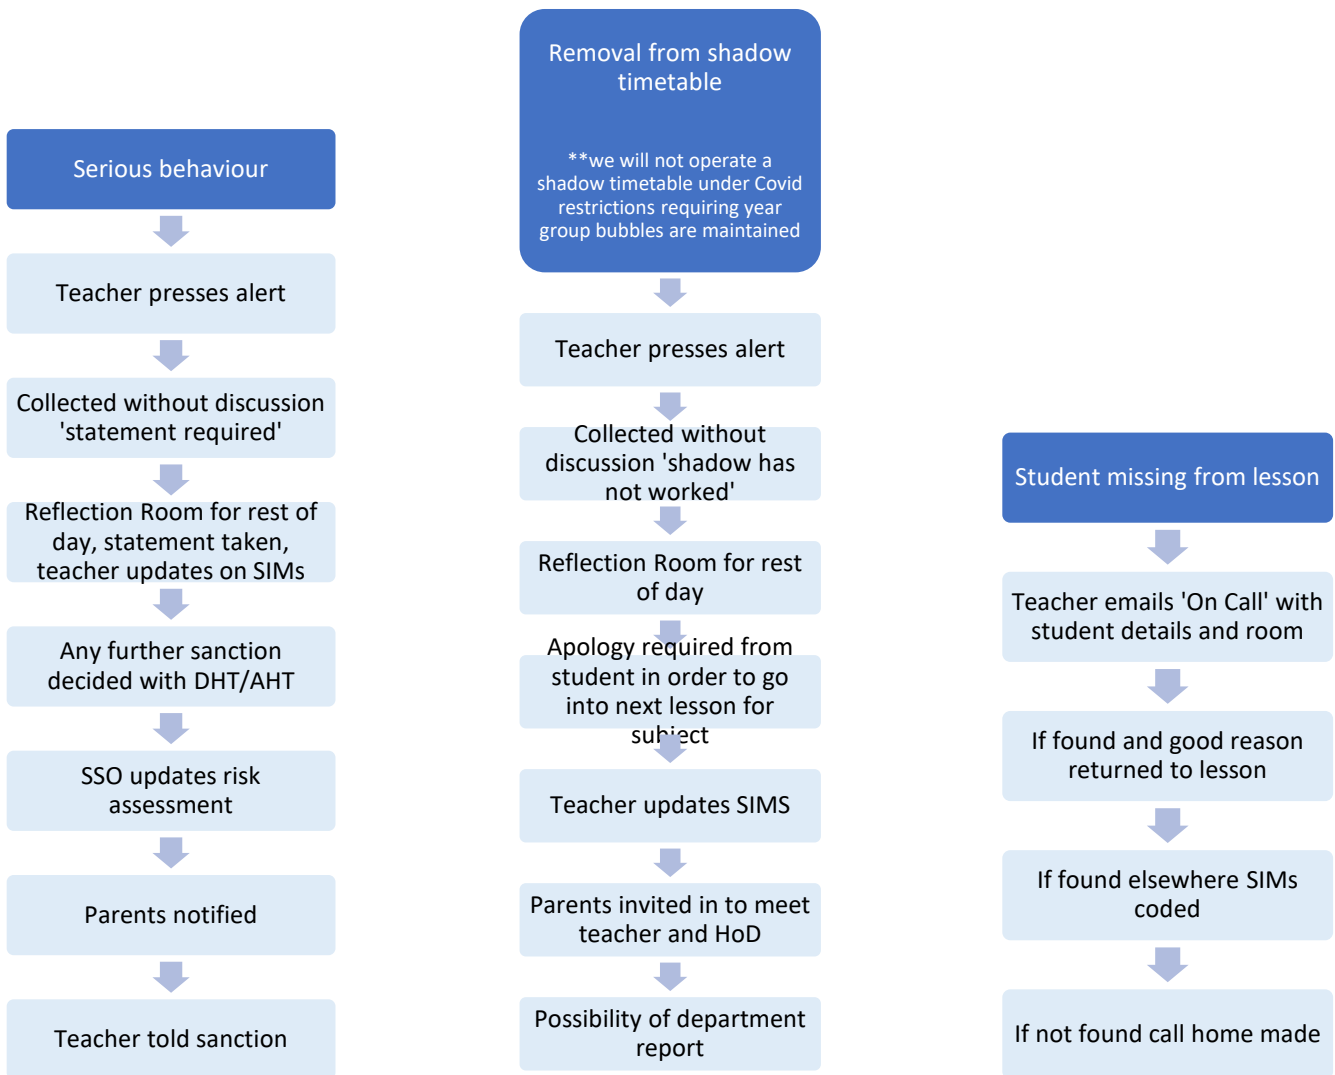 Serious behaviour
Teacher presses alert
Collected without discussion
'statement required'
Reflection Room for rest of
day, statement taken,
teacher updates on SIMs
Any further sanction
decided with DHT/AHT
SSO updates risk
assessment
Parents notified
Teacher told sanction
Removal from shadow
timetable
**we will not operate a
shadow timetable under Covid
restrictions requiring year
group bubbles are maintained
Teacher presses alert
Collected without
discussion 'shadow has
not worked'
Reflection Room for rest
of day
Apology required from
student in order to go
into next lesson for
subject
Teacher updates SIMS
Parents invited in to meet
teacher and HoD
Possibility of department
report
Student missing from lesson
Teacher emails 'On Call' with
student details and room
If found and good reason
returned to lesson
If found elsewhere SIMs
coded
If not found call home made